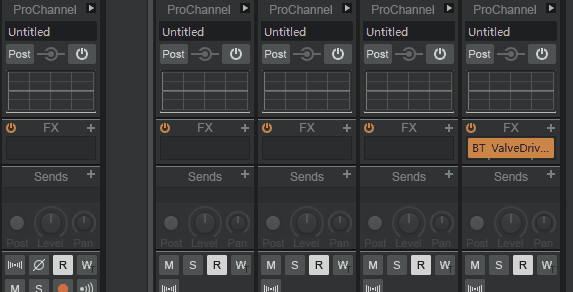 ProChannel ProChannel ProChannel ProChannel ProChannel
Untitled Untitled Untitled Untitled Untitled
Post Post Post Post Post
FX FX FX FX FX
BT_ValveDriv...
Sends Sends Sends Sends Sends
Post Level Pan Post Level Pan Post Level Pan Post Level Pan Post Level Pan
R W M S R M S R M S R M S R
M S